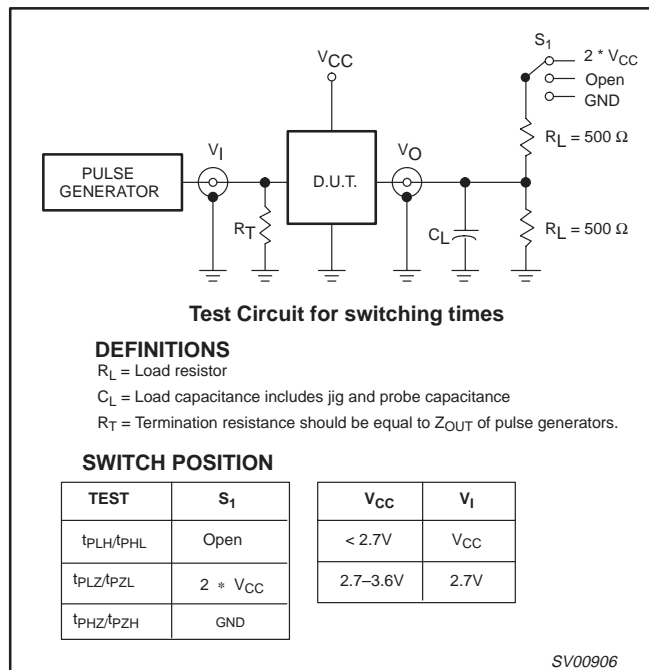 S1
2 * VCC
VCC
Open
GND
RL = 500 Ω
VI
VO
PULSE
GENERATOR
D.U.T.
RT
CL
RL = 500 Ω
Test Circuit for switching times
DEFINITIONS
RL = Load resistor
CL = Load capacitance includes jig and probe capacitance
RT = Termination resistance should be equal to ZOUT of pulse generators.
SWITCH POSITION
TEST S1
tPLH/tPHL Open
tPLZ/tPZL 2 * VCC
tPHZ/tPZH GND
VCC VI
< 2.7V VCC
2.7–3.6V 2.7V
SV00906